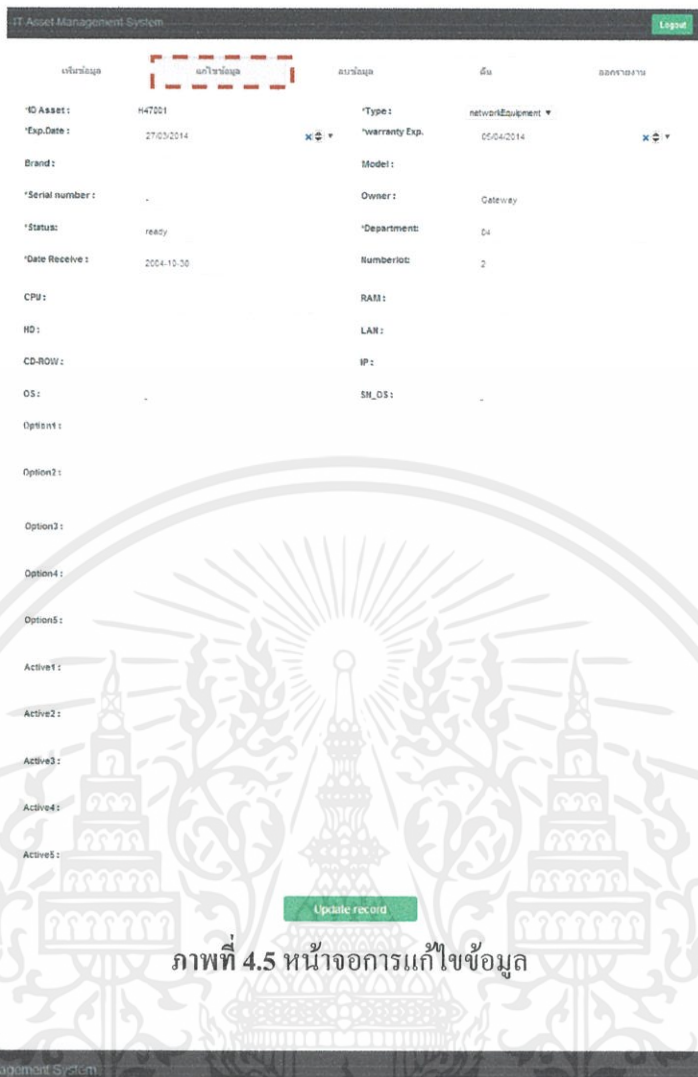 IT Asset Management System Logout
เพิ่มข้อมูล แก้ไขข้อมูล ลบข้อมูล คืน ออกรายงาน
*ID Asset : H47001 *Type : networkEquipment
*Exp.Date : 27/03/2014 *warranty Exp. 05/04/2014
Brand : Model :
*Serial number : - Owner : Gateway
*Status: ready *Department: 04
*Date Receive : 2004-10-30 Numberlot: 2
CPU : RAM :
HD : LAN :
CD-ROW : IP :
OS : - SN_OS : -
Option1 :
Option2 :
Option3 :
Option4 :
Option5 :
Active1 :
Active2 :
Active3 :
Active4 :
Active5 :
Update record
ภาพที่ 4.5 หน้าจอการแก้ไขข้อมูล
agement System